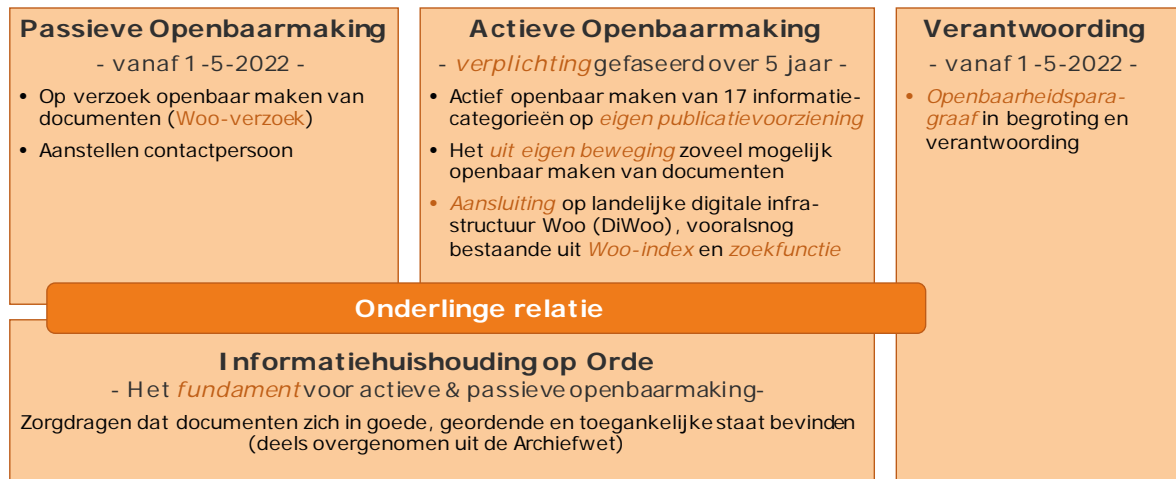 Passieve Openbaarmaking
- vanaf 1-5-2022 -
• Op verzoek openbaar maken van
documenten (Woo-verzoek)
• Aanstellen contactpersoon
Actieve Openbaarmaking
- verplichting gefaseerd over 5 jaar -
• Actief openbaar maken van 17 informatie-
categorieën op eigen publicatievoorziening
• Het uit eigen beweging zoveel mogelijk
openbaar maken van documenten
• Aansluiting op landelijke digitale infra-
structuur Woo (DiWoo), vooralsnog
bestaande uit Woo-index en zoekfunctie
Verantwoording
- vanaf 1-5-2022 -
• Openbaarheidspara-
graaf in begroting en
verantwoording
Onderlinge relatie
Informatiehuishouding op Orde
- Het fundament voor actieve & passieve openbaarmaking-
Zorgdragen dat documenten zich in goede, geordende en toegankelijke staat bevinden
(deels overgenomen uit de Archiefwet)